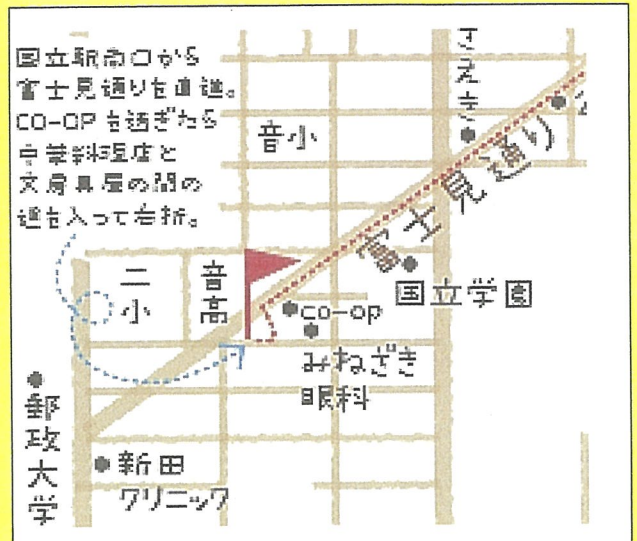 国立駅南口から
富士見通りを直進。
CO-OPを過ぎたら
中華料理店と
文房具屋の間の
道を入って右折。
さえき
音小
富士見通り
二小
音高
国立学園
co-op
みねざき
眼科
郵政大学
新田
クリニック